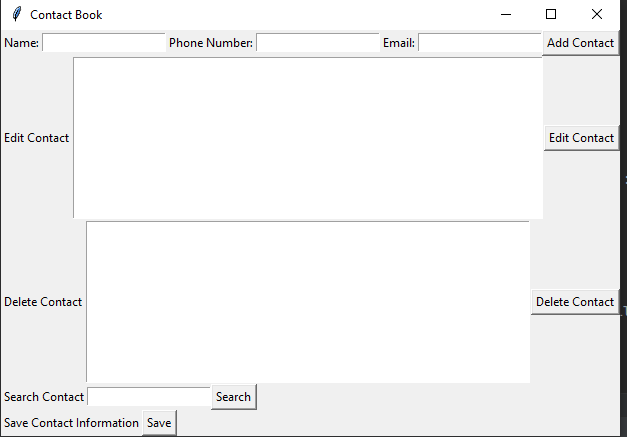 Contact Book
Name: Phone Number: Email: Add Contact
Edit Contact Edit Contact
Delete Contact Delete Contact
Search Contact Search
Save Contact Information Save